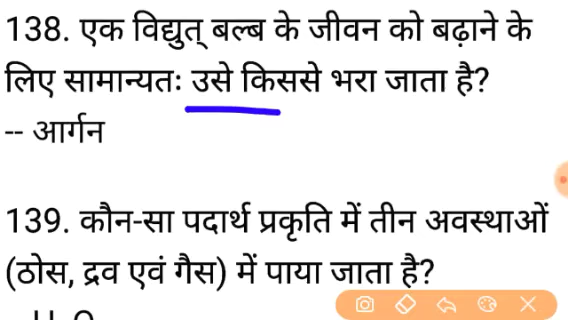 138. एक विद्युत् बल्ब के जीवन को बढ़ाने के
लिए सामान्यतः उसे किससे भरा जाता है?
-- आर्गन
139. कौन-सा पदार्थ प्रकृति में तीन अवस्थाओं
(ठोस, द्रव एवं गैस) में पाया जाता है?